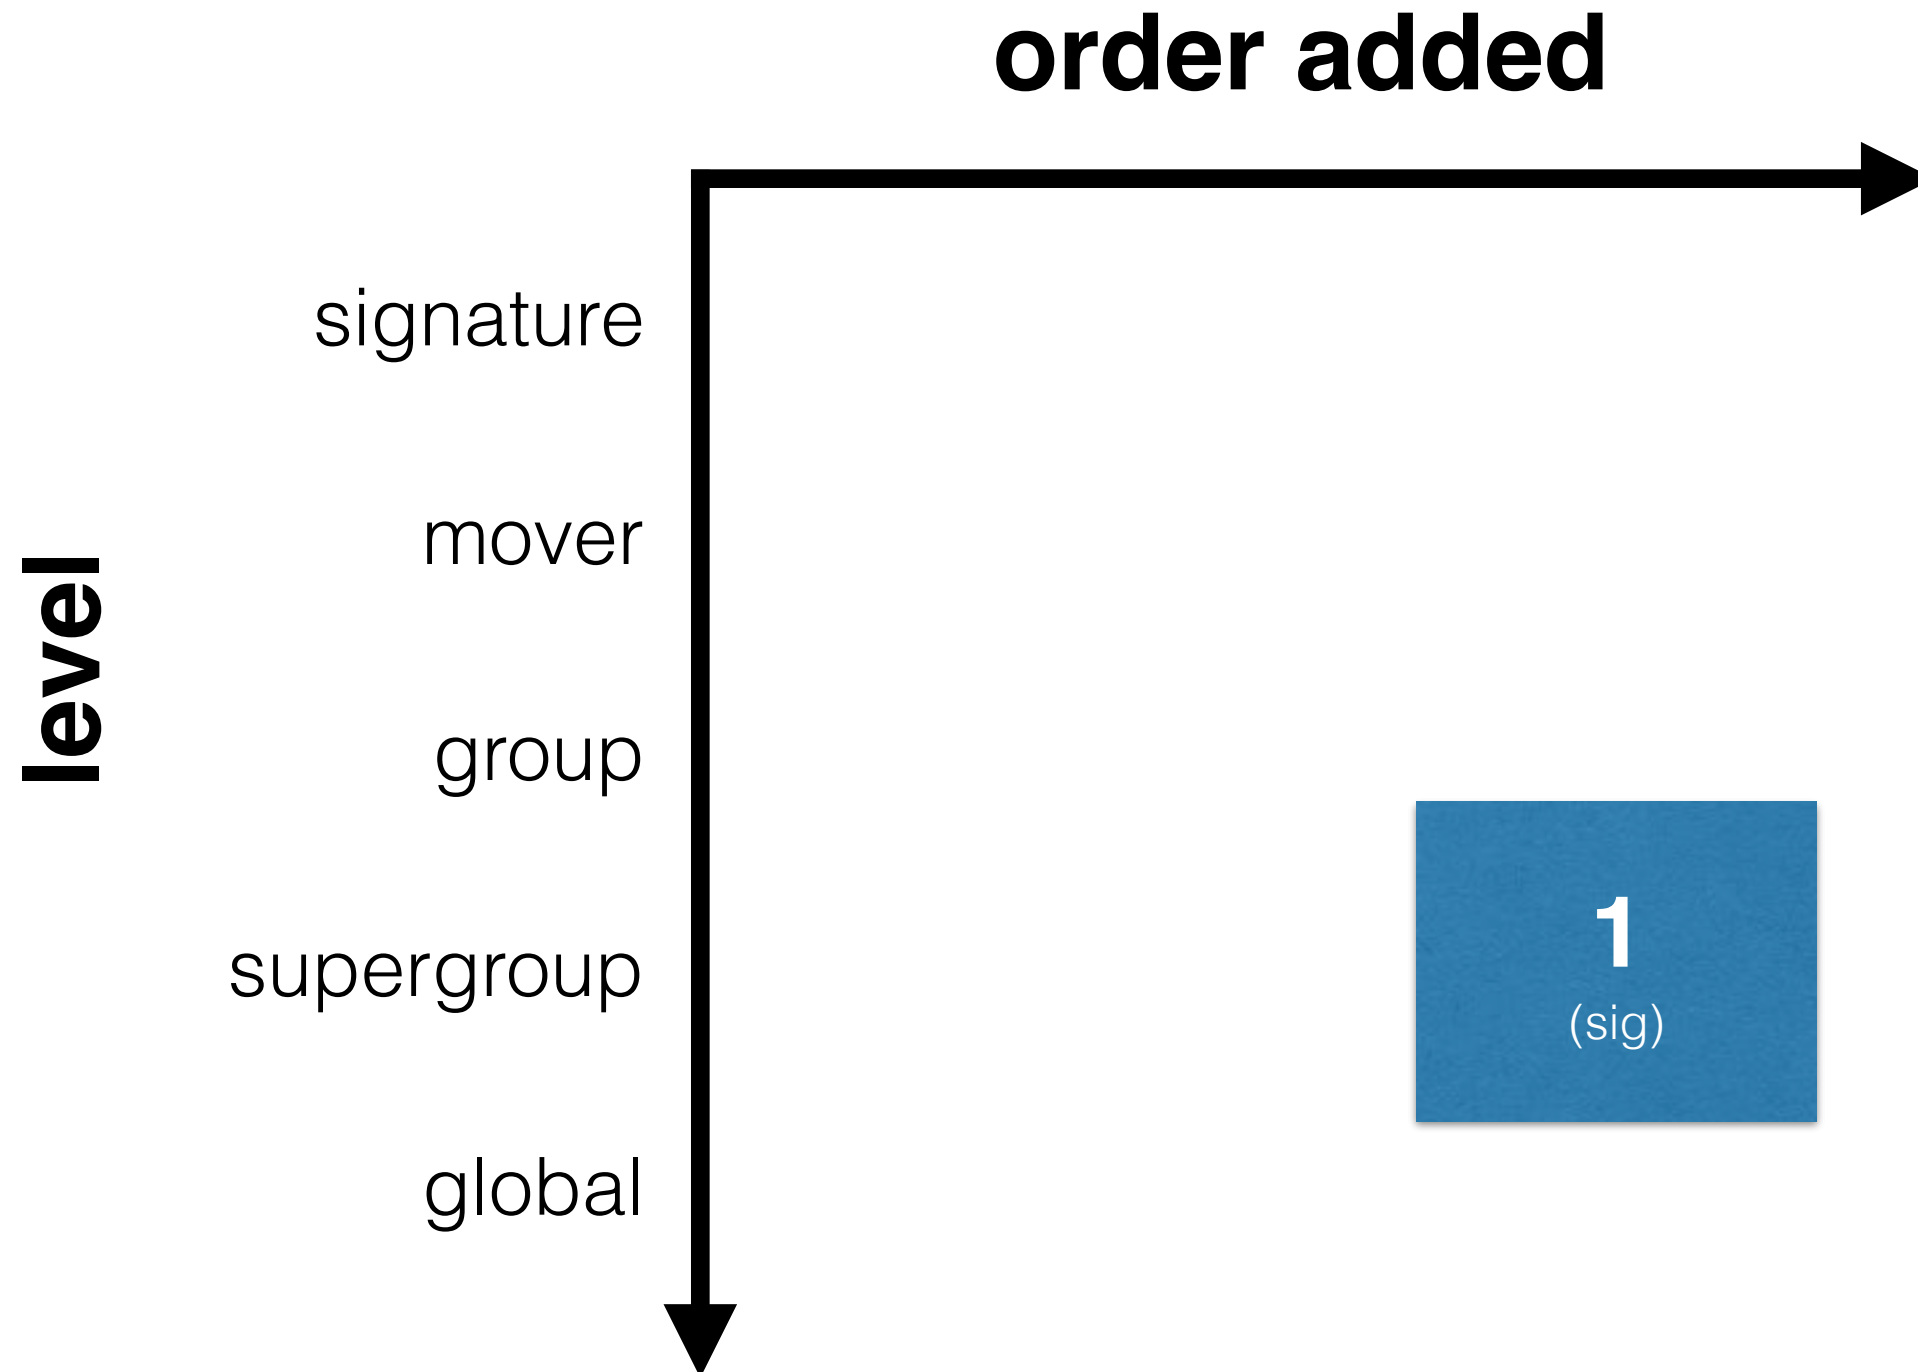 order added
level
signature
mover
group
supergroup
global
1
(sig)